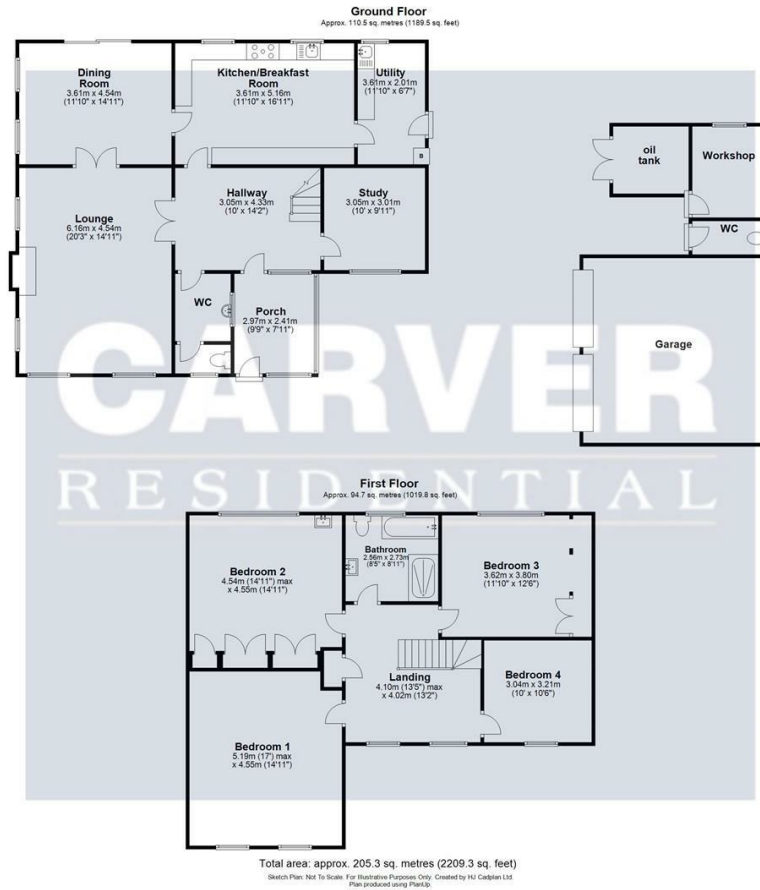 Ground Floor
Approx. 110.5 sq. metres (1189.5 sq. feet)
Dining
Room
3.61m x 4.54m
(11'10" x 14'11")
Kitchen/Breakfast
Room
3.61m x 5.16m
(11'10" x 16'11")
Utility
3.61m x 2.01m
(11'10" x 6'7")
B
oil
tank
Workshop
WC
Hallway
3.05m x 4.33m
(10' x 14'2")
Study
3.05m x 3.01m
(10' x 9'11")
Lounge
6.16m x 4.54m
(20'3" x 14'11")
WC
Porch
2.97m x 2.41m
(9'9" x 7'11")
Garage
CARVER
RESIDENTIAL
First Floor
Approx. 94.7 sq. metres (1019.8 sq. feet)
Bedroom 2
4.54m (14'11") max
x 4.55m (14'11")
Bathroom
2.56m x 2.73m
(8'5" x 8'11")
Bedroom 3
3.62m x 3.80m
(11'10" x 12'6")
Landing
4.10m (13'5") max
x 4.02m (13'2")
Bedroom 4
3.04m x 3.21m
(10' x 10'6")
Bedroom 1
5.19m (17') max
x 4.55m (14'11")
Total area: approx. 205.3 sq. metres (2209.3 sq. feet)
Sketch Plan: Not To Scale. For Illustrative Purposes Only. Created by HJ Cadplan Ltd.
Plan produced using PlanUp.